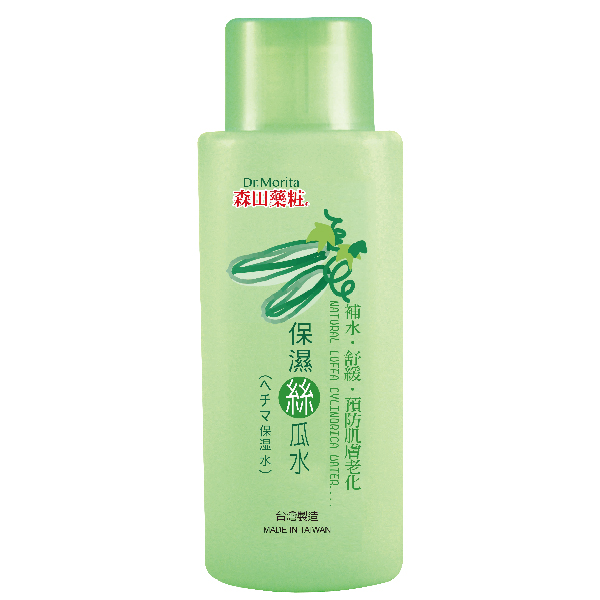 Dr.Morita
森田藥粧®
補水・舒緩・預防肌膚老化
NATURAL LUFFA CYLINDRICA WATER....
保濕絲瓜水
（ヘチマ保湿水）
台灣製造
MADE IN TAIWAN